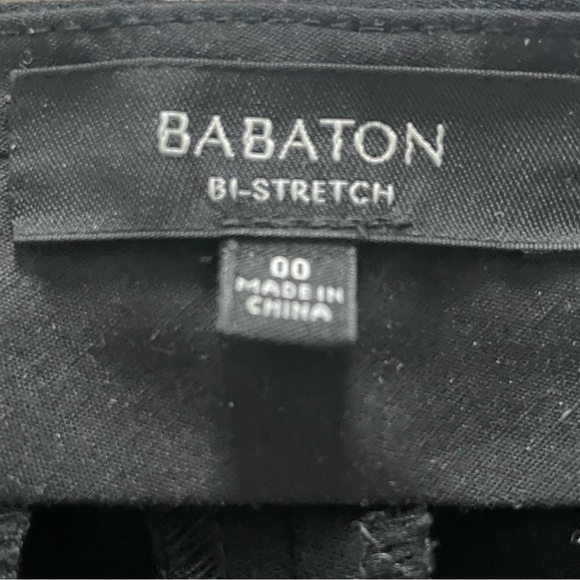 BABATON
BI-STRETCH
00
MADE IN
CHINA